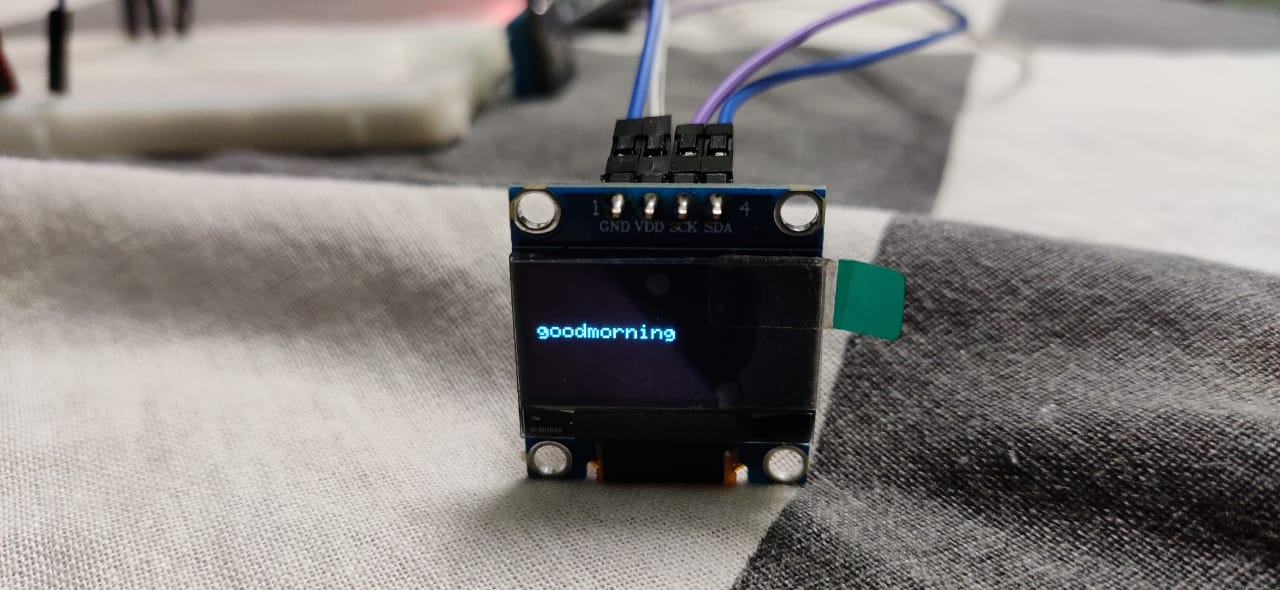 1 4
GND VDD SCK SDA
goodmorning